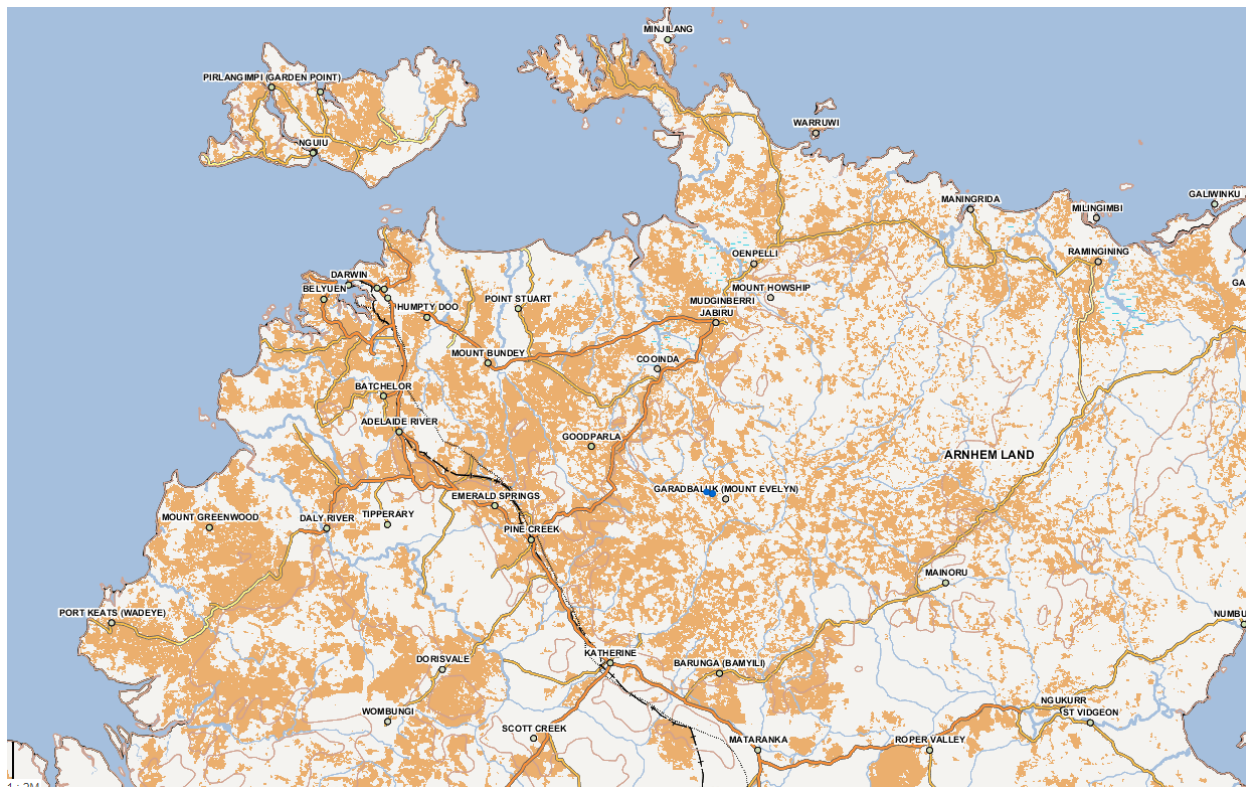 MINJILANG
PIRLANGIMPI (GARDEN POINT)
WARRUWI
NGUIU
GALIWINKU
MANINGRIDA
MILINGIMBI
OENPELLI
RAMINGINING
DARWIN
BELYUEN
MOUNT HOWSHIP
GA
HUMPTY DOO
POINT STUART
MUDGINBERRI
JABIRU
MOUNT BUNDEY
COOINDA
BATCHELOR
ADELAIDE RIVER
GOODPARLA
ARNHEM LAND
GARADBALUK (MOUNT EVELYN)
EMERALD SPRINGS
MOUNT GREENWOOD
DALY RIVER
TIPPERARY
PINE CREEK
MAINORU
PORT KEATS (WADEYE)
NUMBU
KATHERINE
DORISVALE
BARUNGA (BAMYILI)
NGUKURR
WOMBUNGI
ST VIDGEON
SCOTT CREEK
MATARANKA
ROPER VALLEY